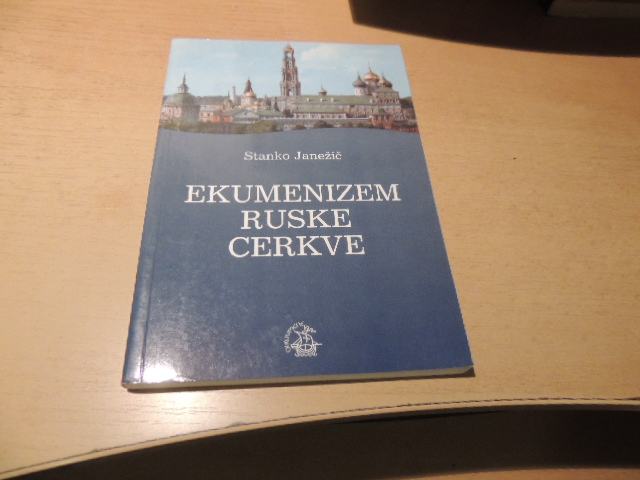 Stanko Janežič
EKUMENIZEM
RUSKE
CERKVE